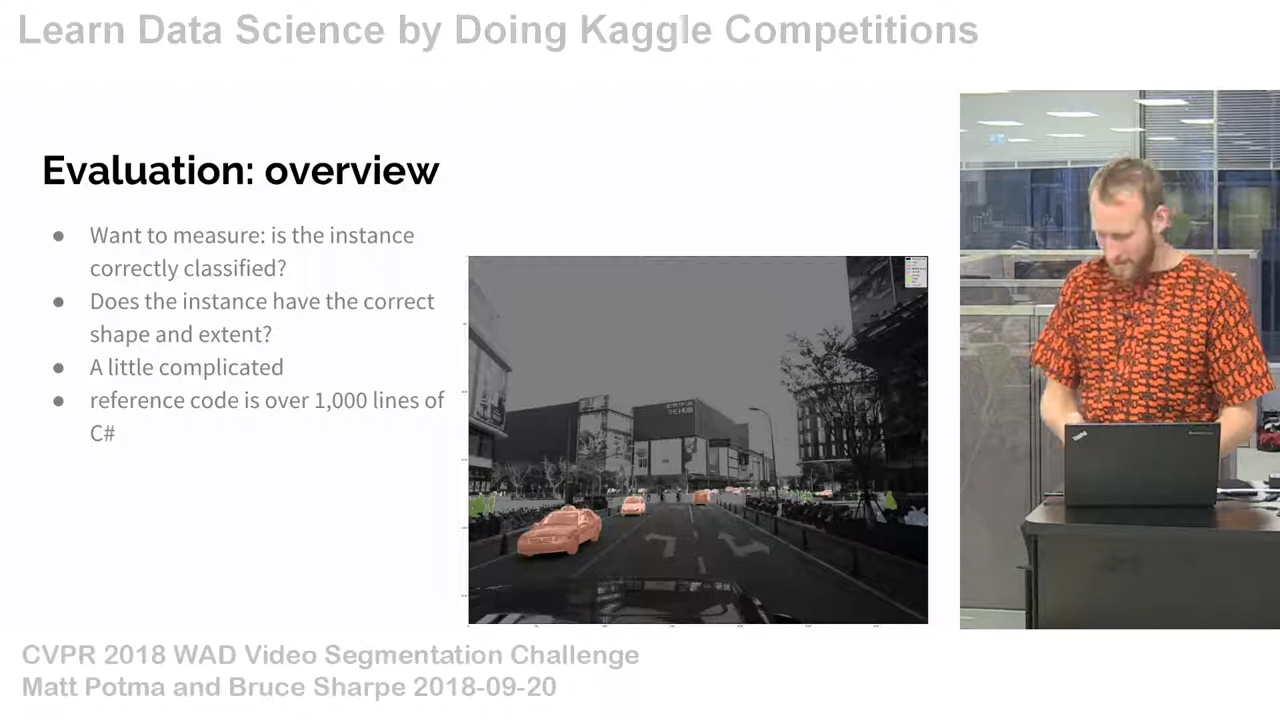 Learn Data Science by Doing Kaggle Competitions
Evaluation: overview
● Want to measure: is the instance
correctly classified?
● Does the instance have the correct
shape and extent?
● A little complicated
● reference code is over 1,000 lines of
C#
THE HUB
ThinkPad
CVPR 2018 WAD Video Segmentation Challenge
Matt Potma and Bruce Sharpe 2018-09-20